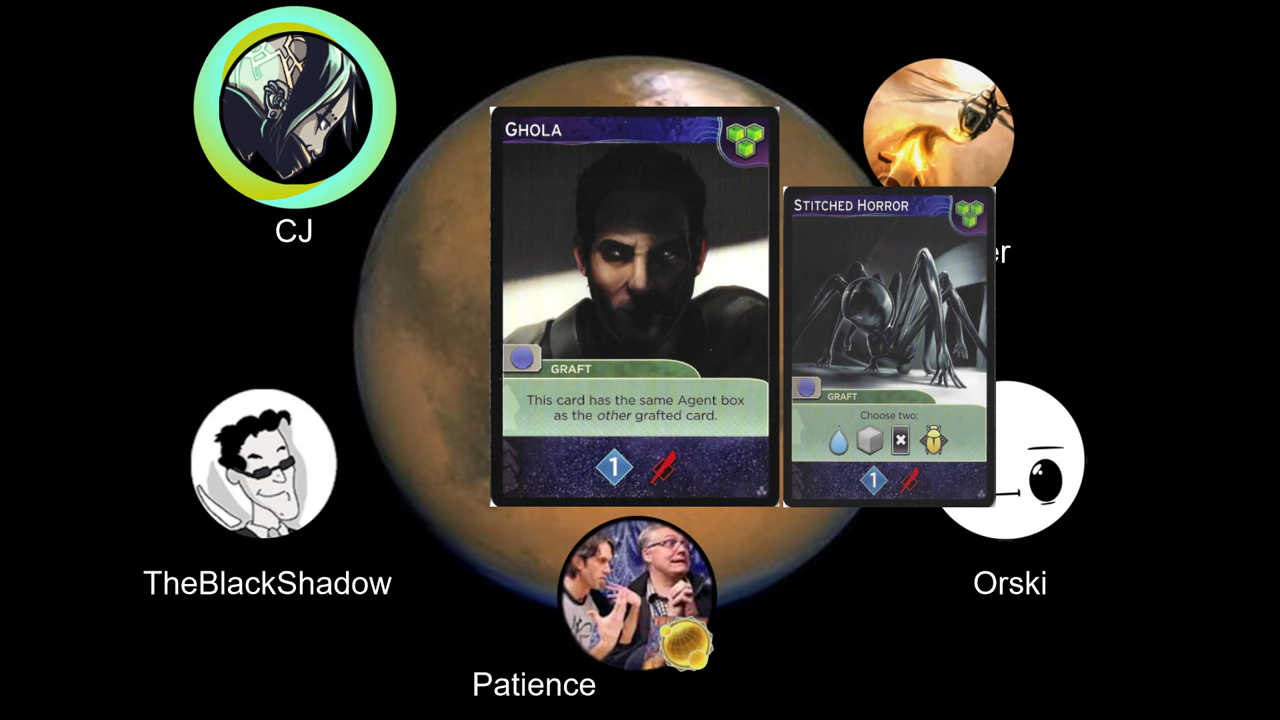 CJ
GHOLA
GRAFT
This card has the same Agent box
as the other grafted card.
1
STITCHED HORROR
GRAFT
Choose two:
1
er
TheBlackShadow
Orski
Patience